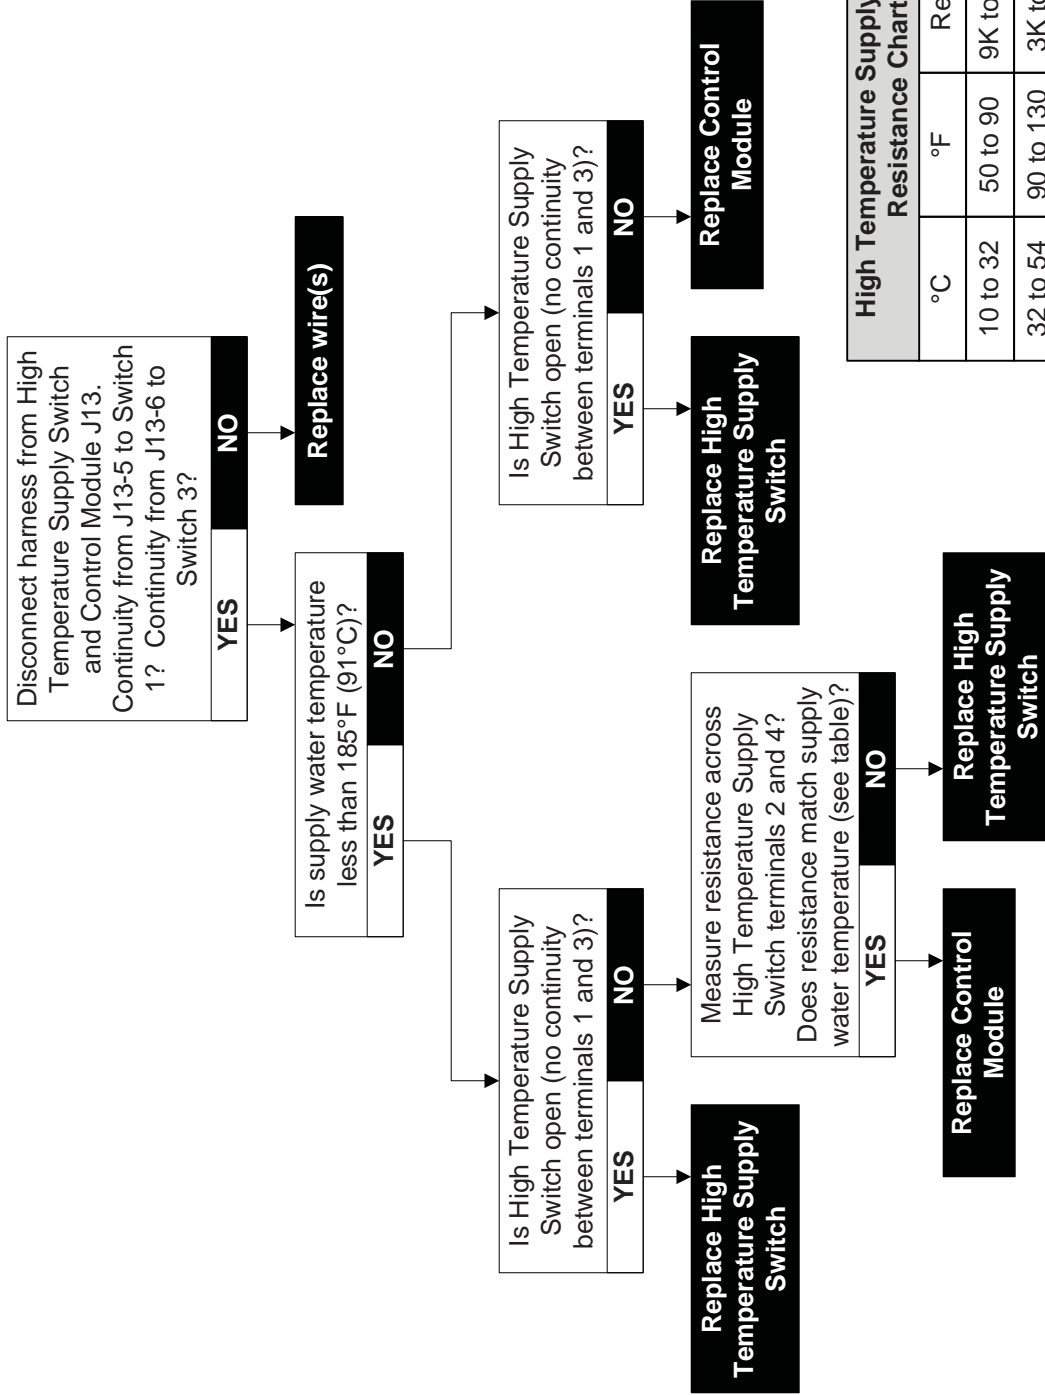 Disconnect harness from High
Temperature Supply Switch
and Control Module J13.
Continuity from J13-5 to Switch
1? Continuity from J13-6 to
Switch 3?
YES
NO
Replace wire(s)
Is supply water temperature
less than 185°F (91°C)?
YES
NO
Is High Temperature Supply
Switch open (no continuity
between terminals 1 and 3)?
YES
NO
Replace High
Temperature Supply
Switch
Measure resistance across
High Temperature Supply
Switch terminals 2 and 4?
Does resistance match supply
water temperature (see table)?
YES
NO
Replace Control
Module
Replace High
Temperature Supply
Switch
Is High Temperature Supply
Switch open (no continuity
between terminals 1 and 3)?
YES
NO
Replace High
Temperature Supply
Switch
Replace Control
Module
High Temperature Supply
Resistance Chart
°C °F
10 to 32 50 to 90 9K to
32 to 54 90 to 130 3K to